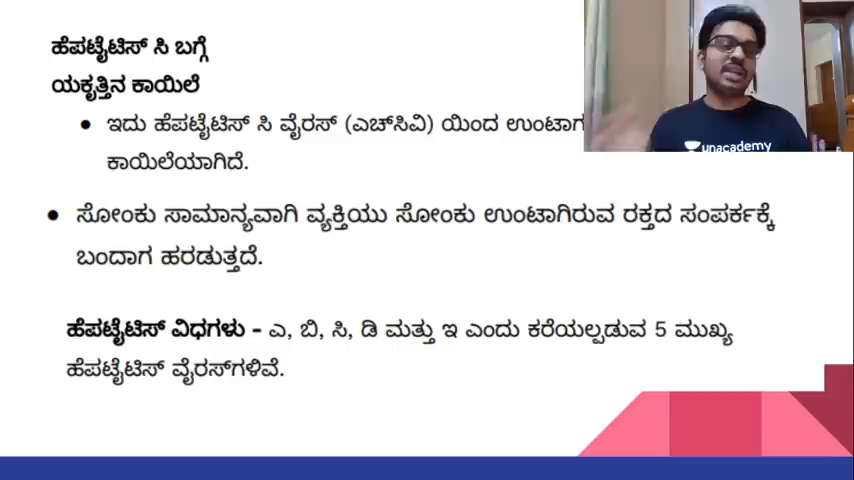 ಹೆಪಟೈಟಿಸ್ ಸಿ ಬಗ್ಗೆ
ಯಕೃತ್ತಿನ ಕಾಯಿಲೆ
● ಇದು ಹೆಪಟೈಟಿಸ್ ಸಿ ವೈರಸ್ (ಎಚ್‌ಸಿವಿ) ಯಿಂದ ಉಂಟಾಗ
ಕಾಯಿಲೆಯಾಗಿದೆ.
● ಸೋಂಕು ಸಾಮಾನ್ಯವಾಗಿ ವ್ಯಕ್ತಿಯು ಸೋಂಕು ಉಂಟಾಗಿರುವ ರಕ್ತದ ಸಂಪರ್ಕಕ್ಕೆ
ಬಂದಾಗ ಹರಡುತ್ತದೆ.
ಹೆಪಟೈಟಿಸ್ ವಿಧಗಳು - ಎ, ಬಿ, ಸಿ, ಡಿ ಮತ್ತು ಇ ಎಂದು ಕರೆಯಲ್ಪಡುವ 5 ಮುಖ್ಯ
ಹೆಪಟೈಟಿಸ್ ವೈರಸ್‌ಗಳಿವೆ.
unacademy